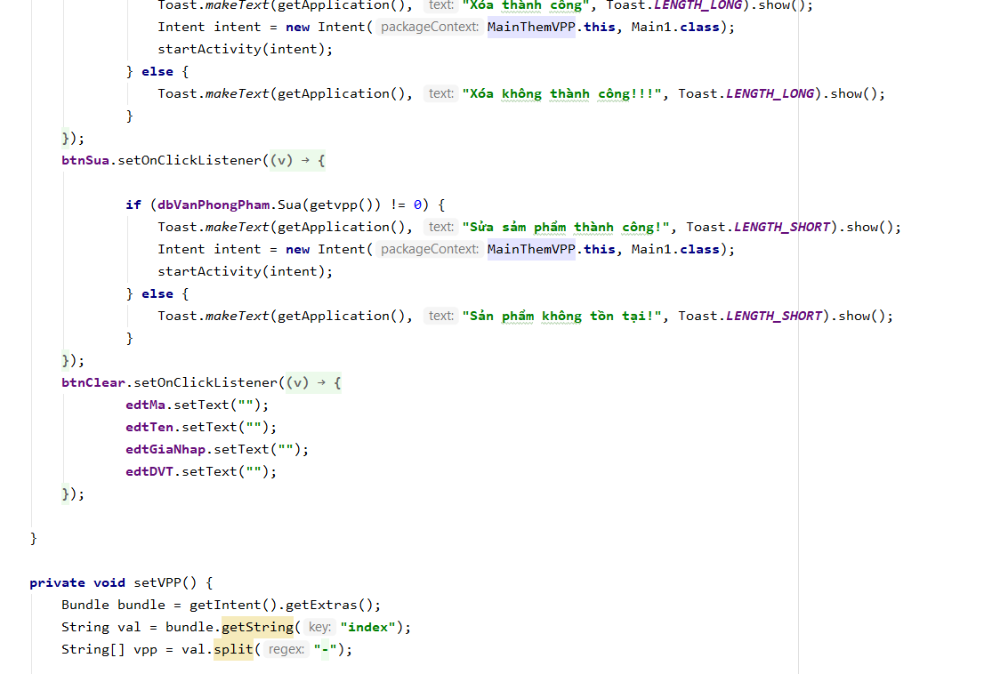 Toast.makeText(getApplication(), text: "Xóa thành công", Toast.LENGTH_LONG).show();
Intent intent = new Intent( packageContext: MainThemVPP.this, Main1.class);
startActivity(intent);
} else {
Toast.makeText(getApplication(), text: "Xóa không thành công!!!", Toast.LENGTH_LONG).show();
}
});
btnSua.setOnClickListener((v) → {
if (dbVanPhongPham.Sua(getvpp()) != 0) {
Toast.makeText(getApplication(), text: "Sửa sảm phẩm thành công!", Toast.LENGTH_SHORT).show();
Intent intent = new Intent( packageContext: MainThemVPP.this, Main1.class);
startActivity(intent);
} else {
Toast.makeText(getApplication(), text: "Sản phẩm không tồn tại!", Toast.LENGTH_SHORT).show();
}
});
btnClear.setOnClickListener((v) → {
edtMa.setText("");
edtTen.setText("");
edtGiaNhap.setText("");
edtDVT.setText("");
});
}
private void setVPP() {
Bundle bundle = getIntent().getExtras();
String val = bundle.getString( key: "index");
String[] vpp = val.split( regex: "-");